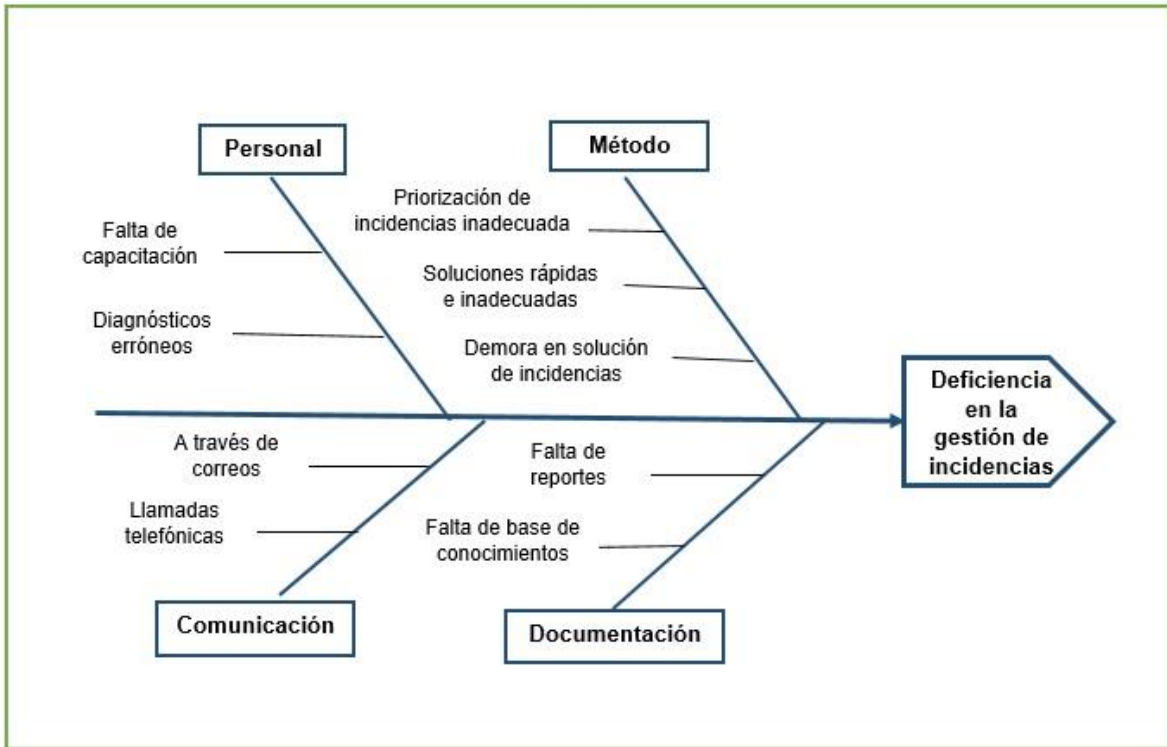 Personal
Método
Falta de
capacitación
Diagnósticos
erróneos
Priorización de
incidencias inadecuada
Soluciones rápidas
e inadecuadas
Demora en solución
de incidencias
Deficiencia
en la
gestión de
incidencias
A través de
correos
Llamadas
telefónicas
Falta de
reportes
Falta de base de
conocimientos
Comunicación
Documentación